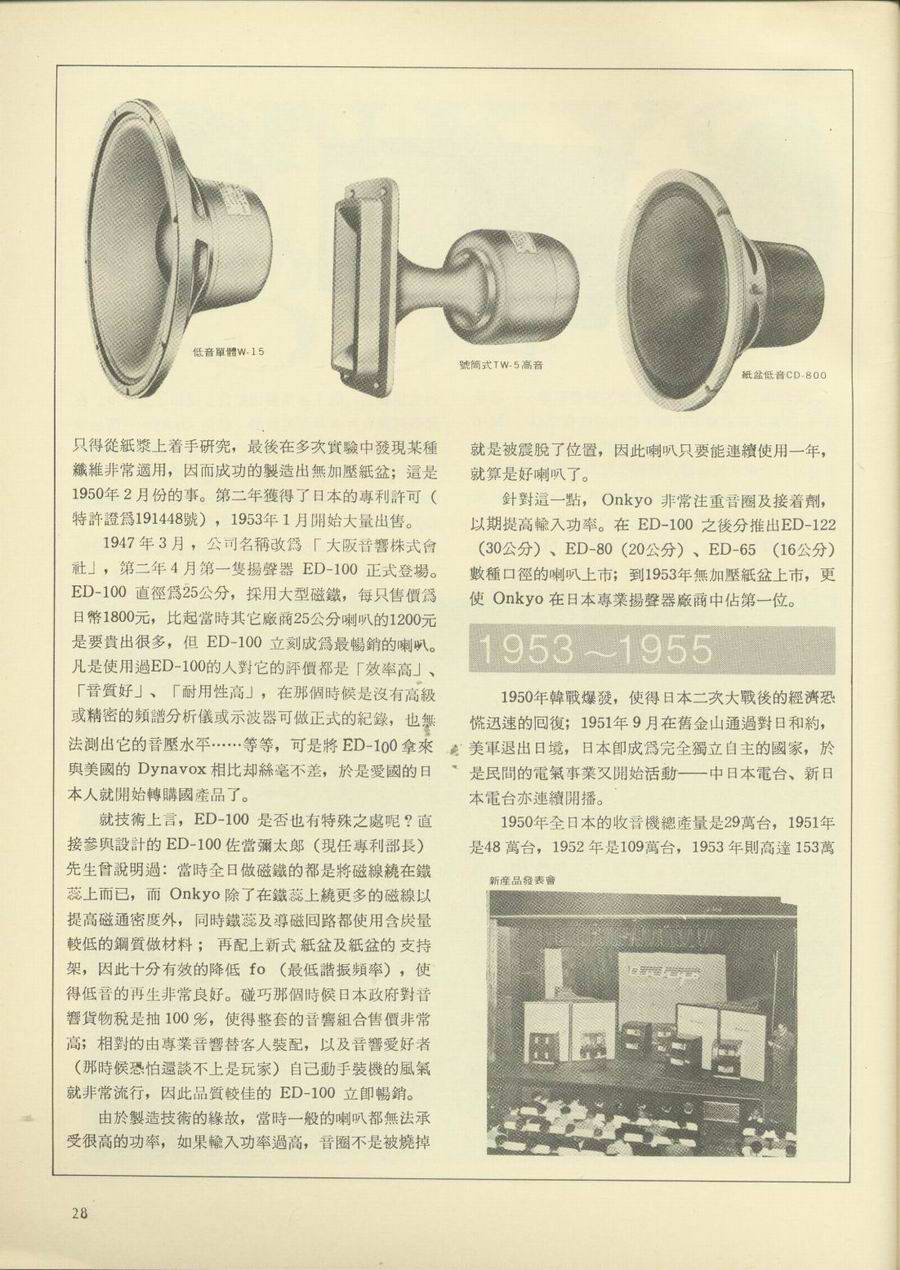 低音單體W-15
號筒式TW-5高音
紙盆低音CD-800
只得從紙漿上着手研究，最後在多次實驗中發現某種
纖維非常適用，因而成功的製造出無加壓紙盆；這是
1950年2月份的事。第二年獲得了日本的專利許可（
特許證爲191448號），1953年1月開始大量出售。
1947年3月，公司名稱改爲「大阪音響株式會
社」，第二年4月第一隻揚聲器 ED-100 正式登場。
ED-100 直徑爲25公分，採用大型磁鐵，每只售價爲
日幣1800元，比起當時其它廠商25公分喇叭的1200元
是要貴出很多，但 ED-100 立刻成爲最暢銷的喇叭。
凡是使用過ED-100的人對它的評價都是「效率高」、
「音質好」、「耐用性高」，在那個時候是沒有高級
或精密的頻譜分析儀或示波器可做正式的紀錄，也無
法測出它的音壓水平……等等，可是將 ED-100 拿來
與美國的 Dynavox 相比却絲毫不差，於是愛國的日
本人就開始轉購國產品了。
就技術上言，ED-100 是否也有特殊之處呢？直
接參與設計的 ED-100 佐當彌太郎（現任專利部長）
先生曾說明過：當時全日做磁鐵的都是將磁線繞在鐵
蕊上而已，而 Onkyo 除了在鐵蕊上繞更多的磁線以
提高磁通密度外，同時鐵蕊及導磁回路都使用含炭量
較低的鋼質做材料；再配上新式紙盆及紙盆的支持
架，因此十分有效的降低 fo （最低諧振頻率），使
得低音的再生非常良好。碰巧那個時候日本政府對音
響貨物稅是抽 100 %，使得整套的音響組合售價非常
高；相對的由專業音響替客人裝配，以及音響愛好者
（那時候恐怕還談不上是玩家）自己動手裝機的風氣
就非常流行，因此品質較佳的 ED-100 立卽暢銷。
由於製造技術的緣故，當時一般的喇叭都無法承
受很高的功率，如果輸入功率過高，音圈不是被燒掉
就是被震脫了位置，因此喇叭只要能連續使用一年，
就算是好喇叭了。
針對這一點， Onkyo 非常注重音圈及接着劑，
以期提高輸入功率。在 ED-100 之後分推出ED-122
（30公分）、ED-80（20公分）、ED-65 （16公分）
數種口徑的喇叭上市；到1953年無加壓紙盆上市，更
使 Onkyo 在日本專業揚聲器廠商中佔第一位。
1953～1955
1950年韓戰爆發，使得日本二次大戰後的經濟恐
慌迅速的回復；1951年9月在舊金山通過對日和約，
美軍退出日境，日本卽成爲完全獨立自主的國家，於
是民間的電氣事業又開始活動——中日本電台、新日
本電台亦連續開播。
1950年全日本的收音機總產量是29萬台，1951年
是48 萬台，1952 年是109萬台，1953 年則高達 153萬
新産品發表會
28